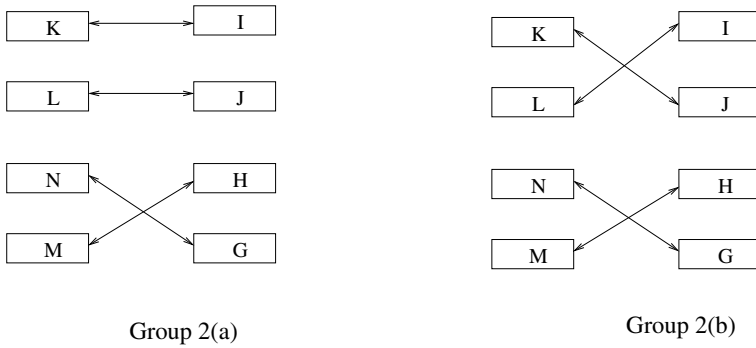 K I
L J
N H
M G
Group 2(a)
K I
L J
N H
M G
Group 2(b)